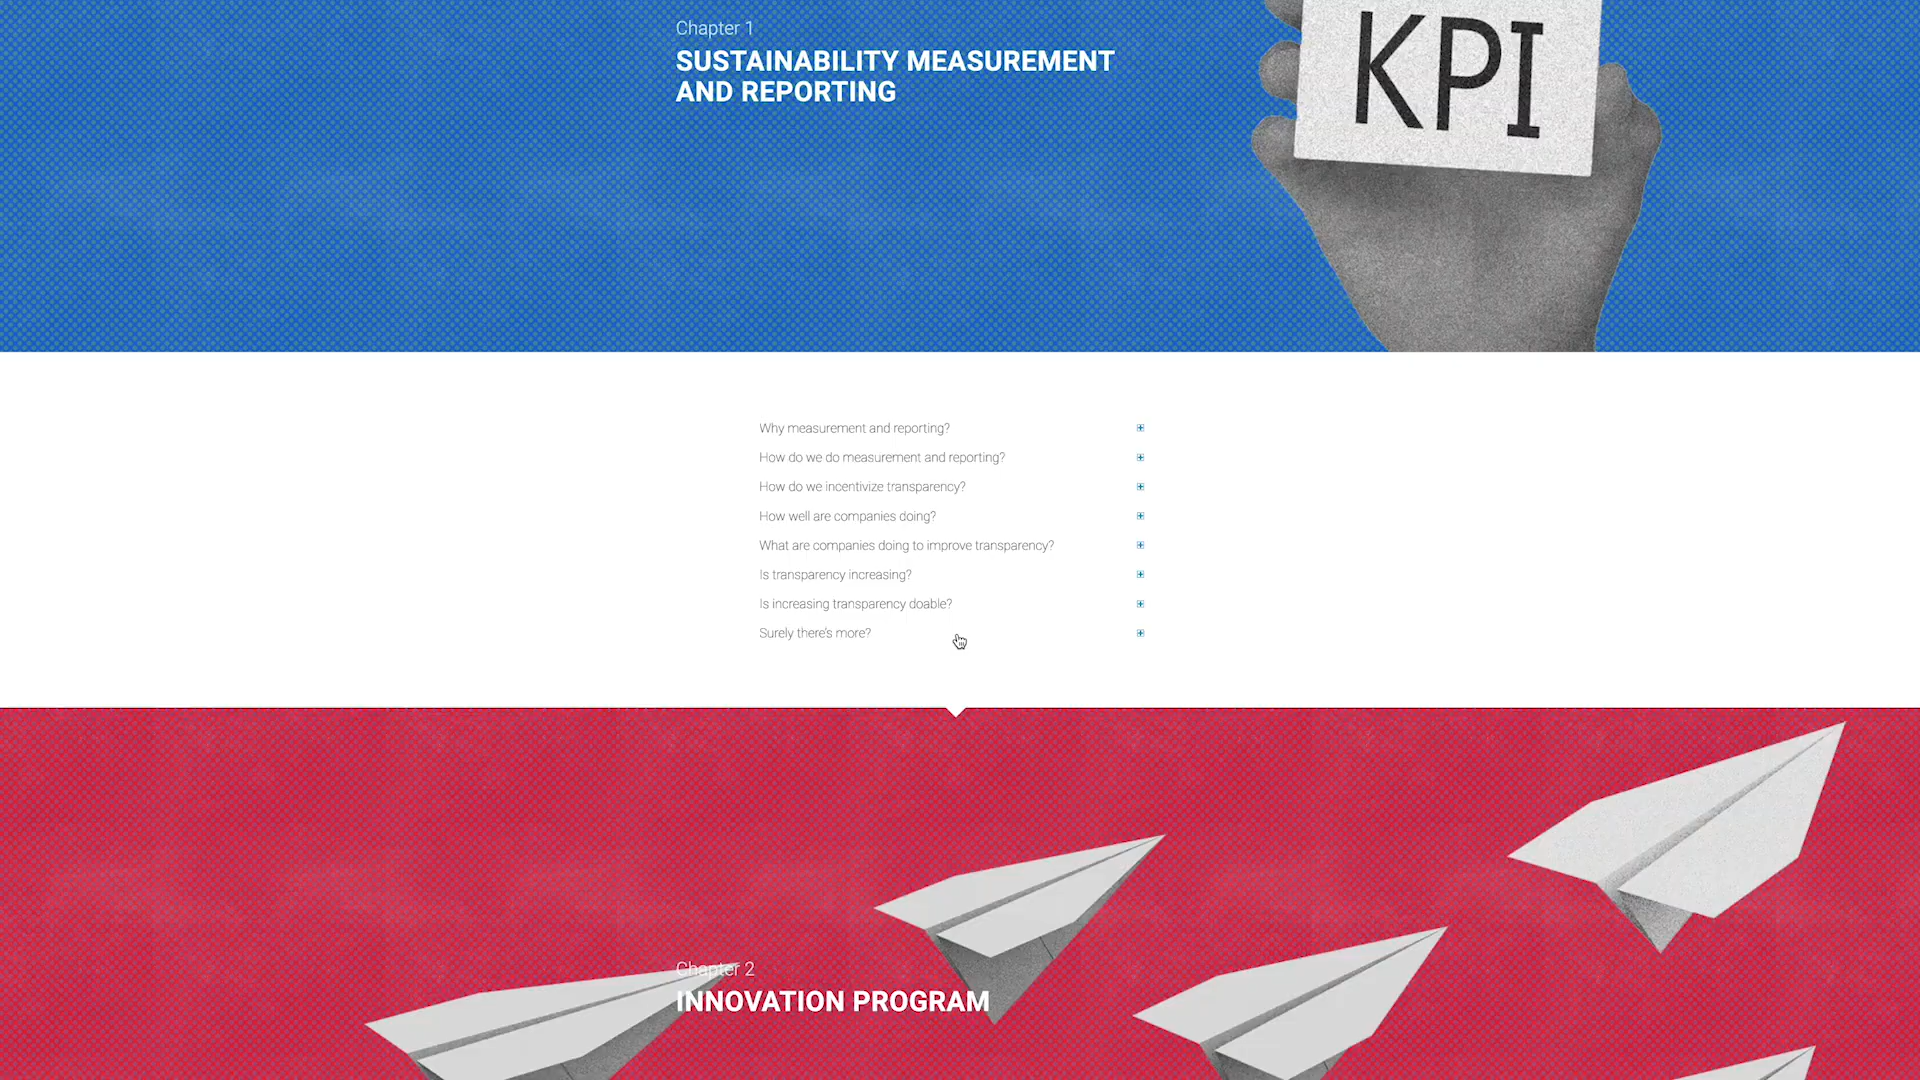 Chapter 1
SUSTAINABILITY MEASUREMENT
AND REPORTING
KPI
Why measurement and reporting?
How do we do measurement and reporting?
How do we incentivize transparency?
How well are companies doing?
What are companies doing to improve transparency?
Is transparency increasing?
Is increasing transparency doable?
Surely there's more?
Chapter 2
INNOVATION PROGRAM